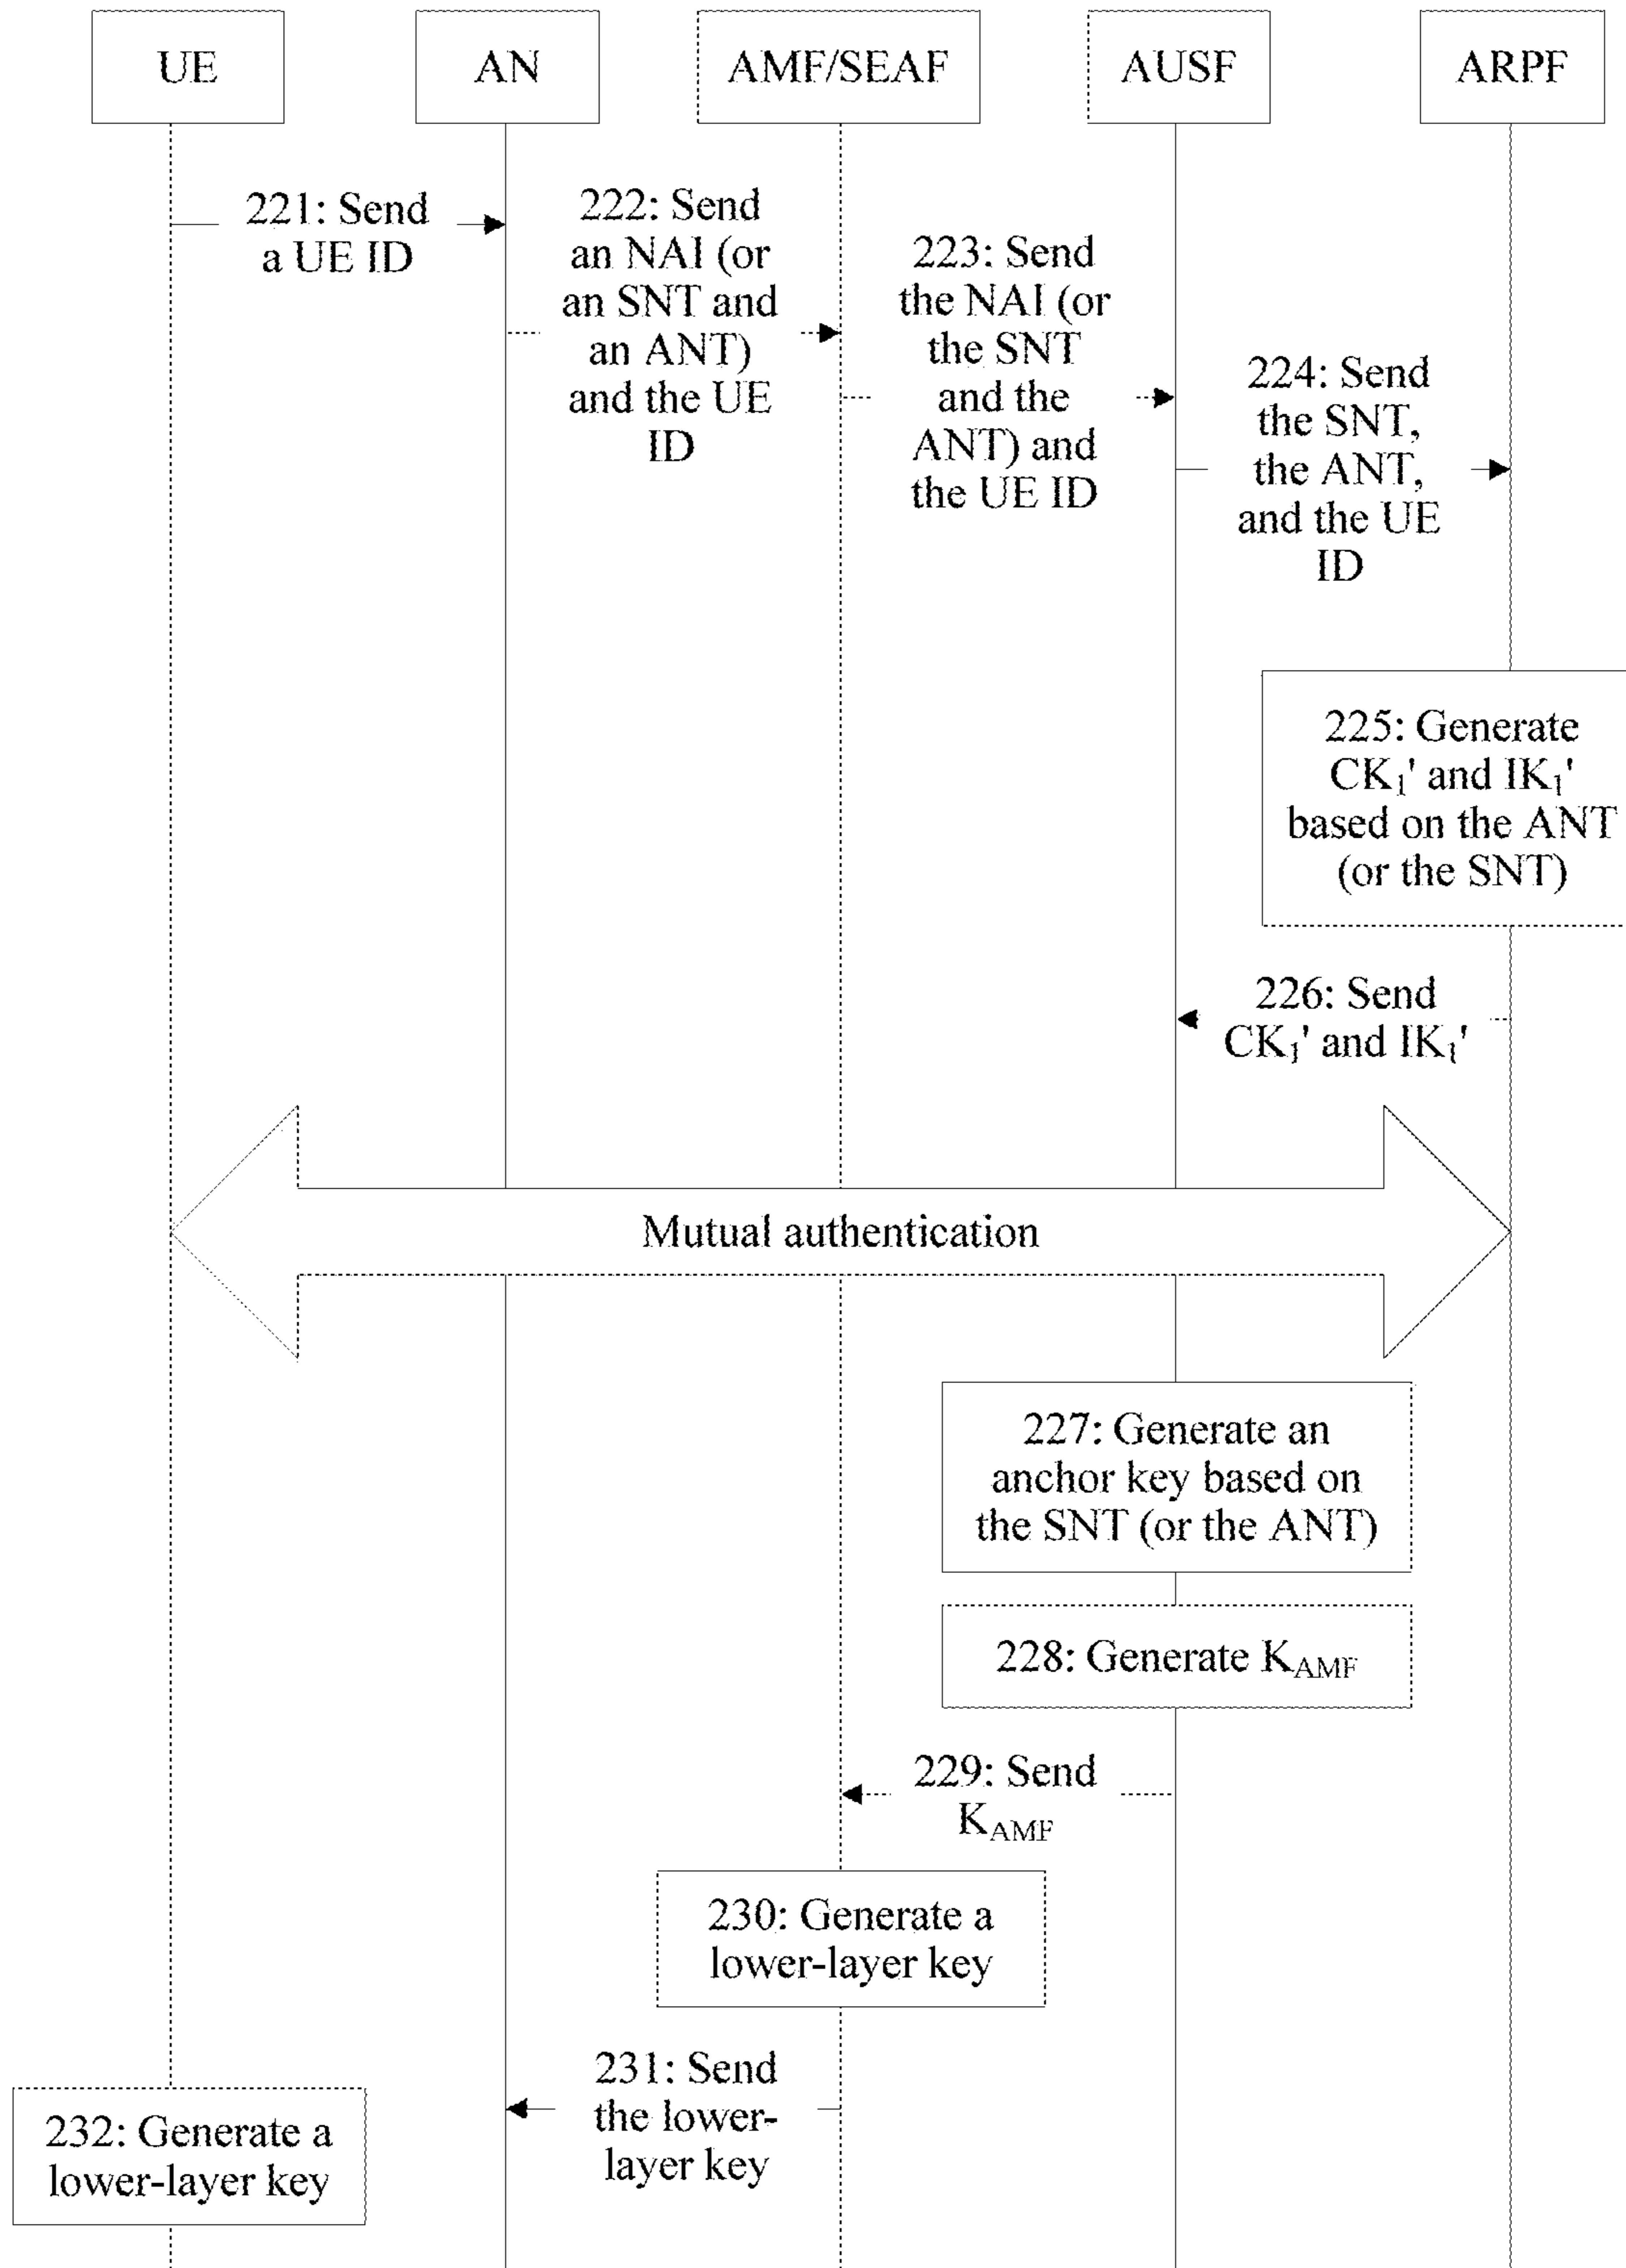 UE
AN
AMF/SEAF
AUSF
ARPF
221: Send
a UE ID
222: Send
an NAI (or
an SNT and
an ANT)
and the UE
ID
223: Send
the NAI (or
the SNT
and the
ANT) and
the UE ID
224: Send
the SNT,
the ANT,
and the UE
ID
225: Generate
CK₁' and IK₁'
based on the ANT
(or the SNT)
226: Send
CK₁' and IK₁'
Mutual authentication
227: Generate an
anchor key based on
the SNT (or the ANT)
228: Generate K_AMF
229: Send
K_AMF
230: Generate a
lower-layer key
231: Send
the lower-
layer key
232: Generate a
lower-layer key